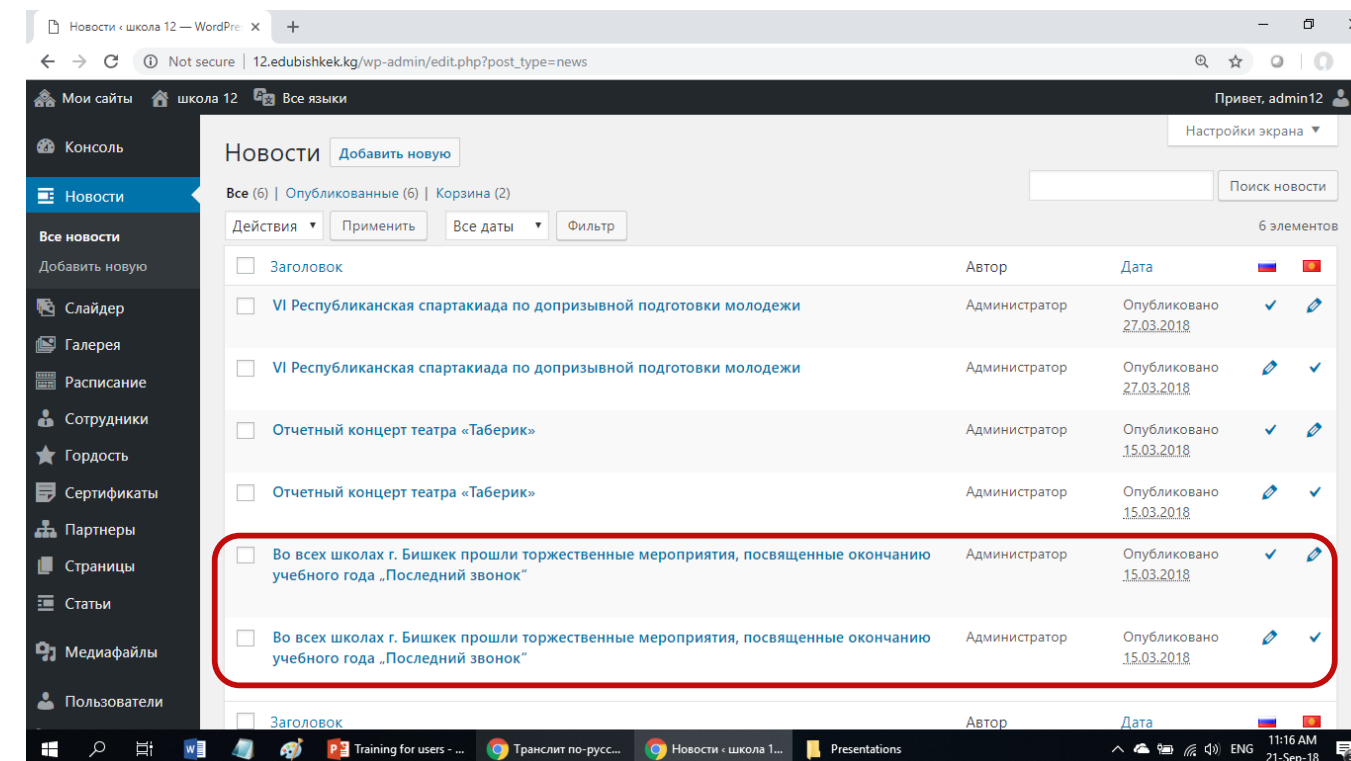 Новости ‹ школа 12 — WordPre
Not secure | 12.edubishkek.kg/wp-admin/edit.php?post_type=news
Мои сайты школа 12 Все языки Привет, admin12
Настройки экрана
Консоль
Новости
Все новости
Добавить новую
Слайдер
Галерея
Расписание
Сотрудники
Гордость
Сертификаты
Партнеры
Страницы
Статьи
Медиафайлы
Пользователи
Новости Добавить новую
Все (6) | Опубликованные (6) | Корзина (2)
Поиск новости
Действия Применить Все даты Фильтр 6 элементов
Заголовок Автор Дата
VI Республиканская спартакиада по допризывной подготовки молодежи Администратор Опубликовано
27.03.2018
VI Республиканская спартакиада по допризывной подготовки молодежи Администратор Опубликовано
27.03.2018
Отчетный концерт театра «Таберик» Администратор Опубликовано
15.03.2018
Отчетный концерт театра «Таберик» Администратор Опубликовано
15.03.2018
Во всех школах г. Бишкек прошли торжественные мероприятия, посвященные окончанию Администратор Опубликовано
учебного года „Последний звонок“ 15.03.2018
Во всех школах г. Бишкек прошли торжественные мероприятия, посвященные окончанию Администратор Опубликовано
учебного года „Последний звонок“ 15.03.2018
Заголовок Автор Дата
Training for users - ... Транслит по-русс... Новости ‹ школа 1... Presentations ENG 11:16 AM
21-Sep-18